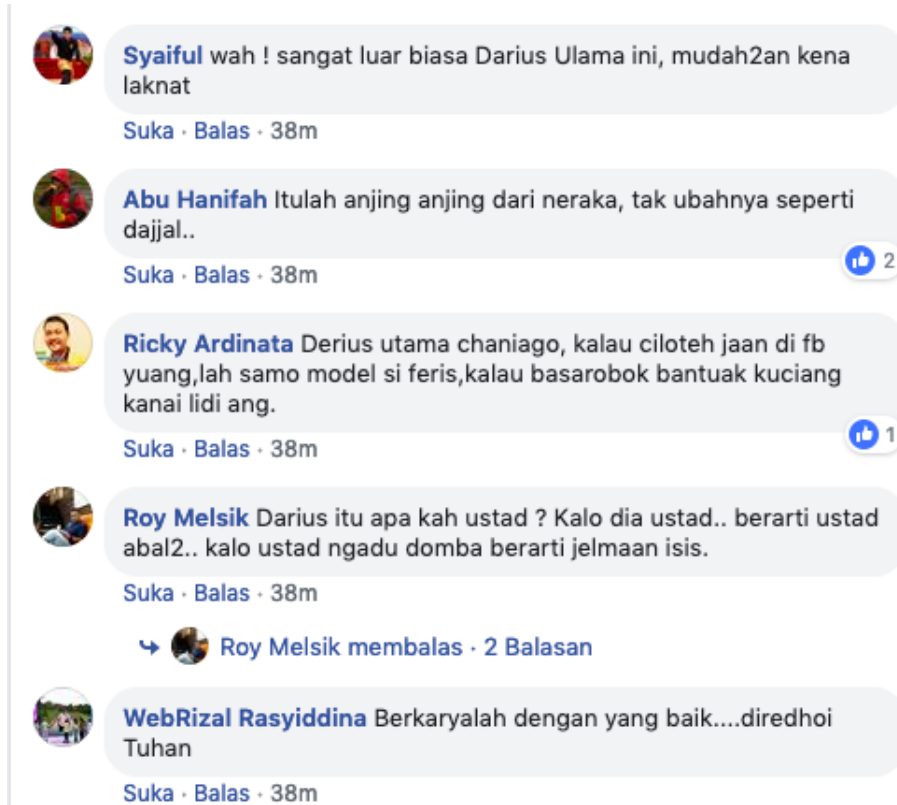 Syaiful wah ! sangat luar biasa Darius Ulama ini, mudah2an kena
laknat
Suka · Balas · 38m
Abu Hanifah Itulah anjing anjing dari neraka, tak ubahnya seperti
dajjal..
2
Suka · Balas · 38m
Ricky Ardinata Derius utama chaniago, kalau ciloteh jaan di fb
yuang,lah samo model si feris,kalau basarobok bantuak kuciang
kanai lidi ang.
1
Suka · Balas · 38m
Roy Melsik Darius itu apa kah ustad ? Kalo dia ustad.. berarti ustad
abal2.. kalo ustad ngadu domba berarti jelmaan isis.
Suka · Balas · 38m
Roy Melsik membalas · 2 Balasan
WebRizal Rasyiddina Berkaryalah dengan yang baik....diredhoi
Tuhan
Suka · Balas · 38m